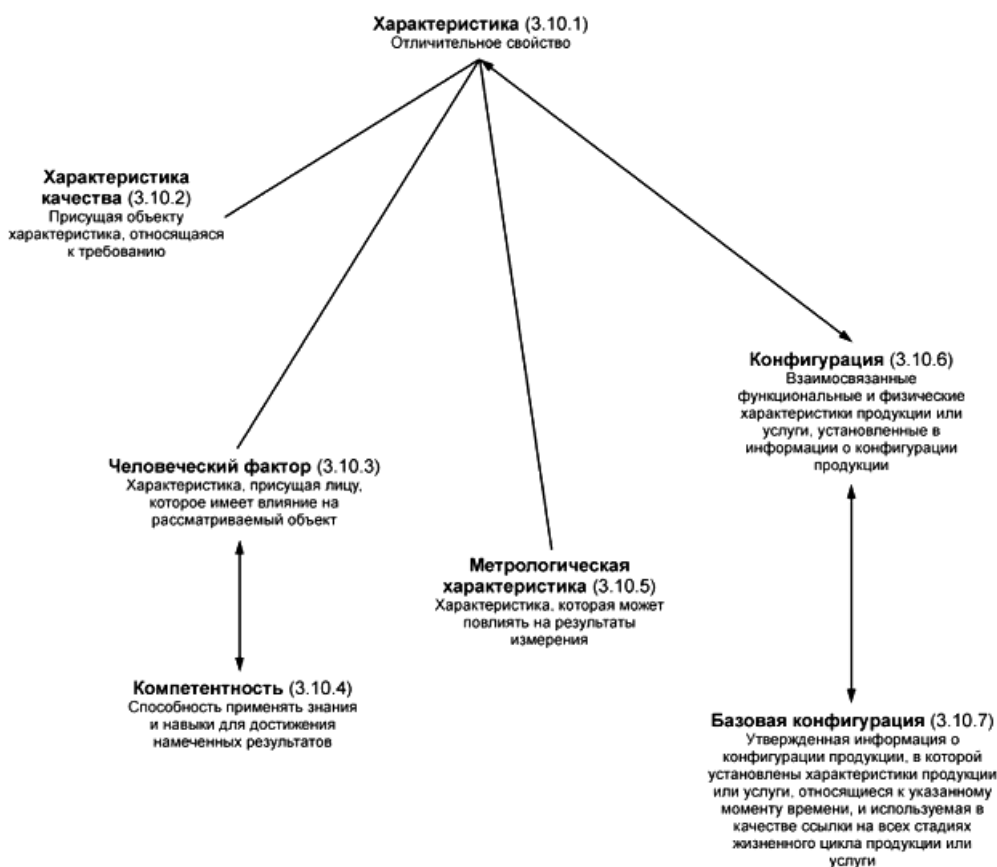 Характеристика (3.10.1)
Отличительное свойство
Характеристика
качества (3.10.2)
Присущая объекту
характеристика, относящаяся
к требованию
Конфигурация (3.10.6)
Взаимосвязанные
функциональные и физические
характеристики продукции или
услуги, установленные в
информации о конфигурации
продукции
Человеческий фактор (3.10.3)
Характеристика, присущая лицу,
которое имеет влияние на
рассматриваемый объект
Метрологическая
характеристика (3.10.5)
Характеристика, которая может
повлиять на результаты
измерения
Компетентность (3.10.4)
Способность применять знания
и навыки для достижения
намеченных результатов
Базовая конфигурация (3.10.7)
Утвержденная информация о
конфигурации продукции, в которой
установлены характеристики продукции
или услуги, относящиеся к указанному
моменту времени, и используемая в
качестве ссылки на всех стадиях
жизненного цикла продукции или
услуги